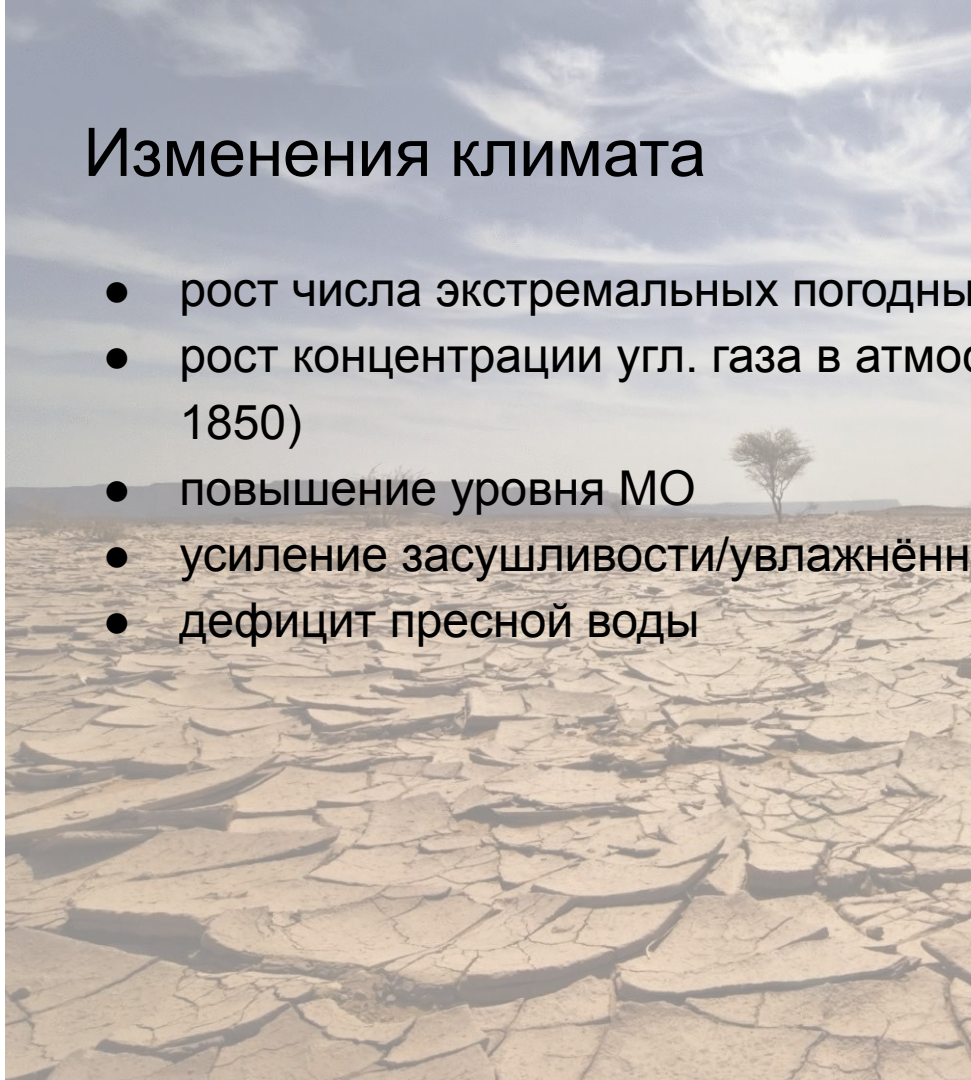 Изменения климата
● рост числа экстремальных погодны
● рост концентрации угл. газа в атмос
1850)
● повышение уровня МО
● усиление засушливости/увлажнённ
● дефицит пресной воды